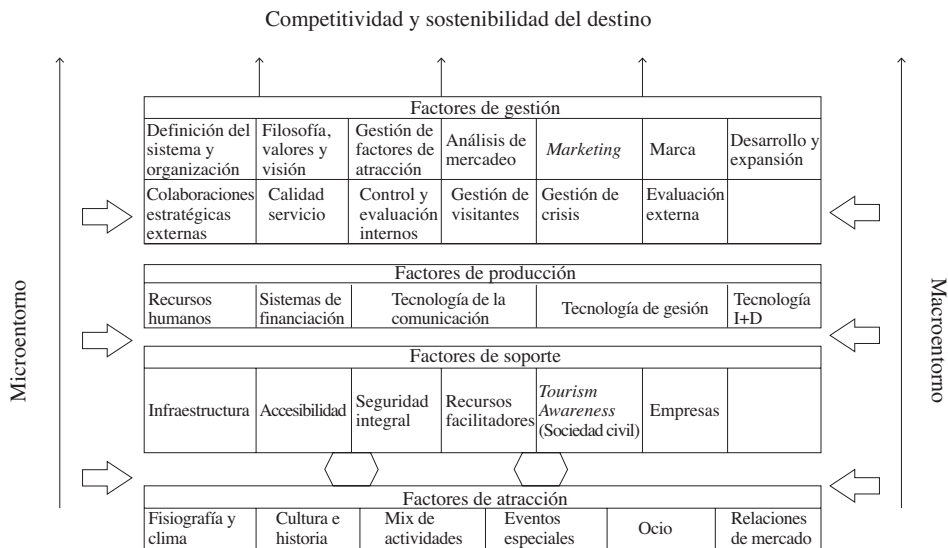 Competitividad y sostenibilidad del destino
Microentorno
Macroentorno
Factores de gestión
Definición del
sistema y
organización
Filosofía,
valores y
visión
Gestión de
factores de
atracción
Análisis de
mercadeo
Marketing
Marca
Desarrollo y
expansión
Colaboraciones
estratégicas
externas
Calidad
servicio
Control y
evaluación
internos
Gestión de
visitantes
Gestión de
crisis
Evaluación
externa
Factores de producción
Recursos
humanos
Sistemas de
financiación
Tecnología de la
comunicación
Tecnología de gesión
Tecnología
I+D
Factores de soporte
Infraestructura
Accesibilidad
Seguridad
integral
Recursos
facilitadores
Tourism
Awareness
(Sociedad civil)
Empresas
Factores de atracción
Fisiografía y
clima
Cultura e
historia
Mix de
actividades
Eventos
especiales
Ocio
Relaciones
de mercado